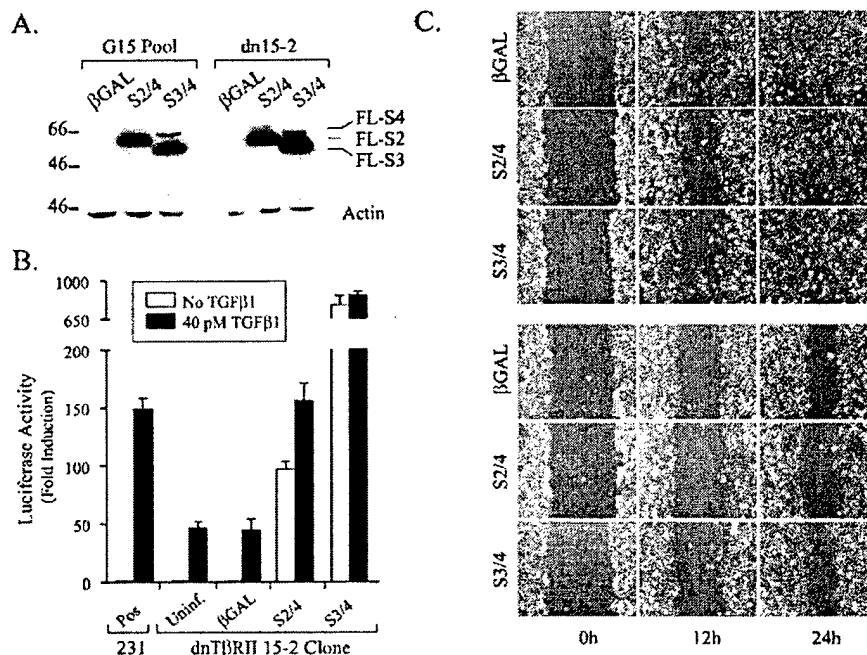 A.
G15 Pool dn15-2
βGAL S2/4 S3/4 βGAL S2/4 S3/4
66
46
46
FL-S4
FL-S2
FL-S3
Actin
B.
No TGFβ1
40 pM TGFβ1
Luciferase Activity
(Fold Induction)
1000
650
200
150
100
50
0
Pos Uninf. βGAL S2/4 S3/4
231 dnTβRII 15-2 Clone
C.
βGAL
S2/4
S3/4
βGAL
S2/4
S3/4
0h 12h 24h